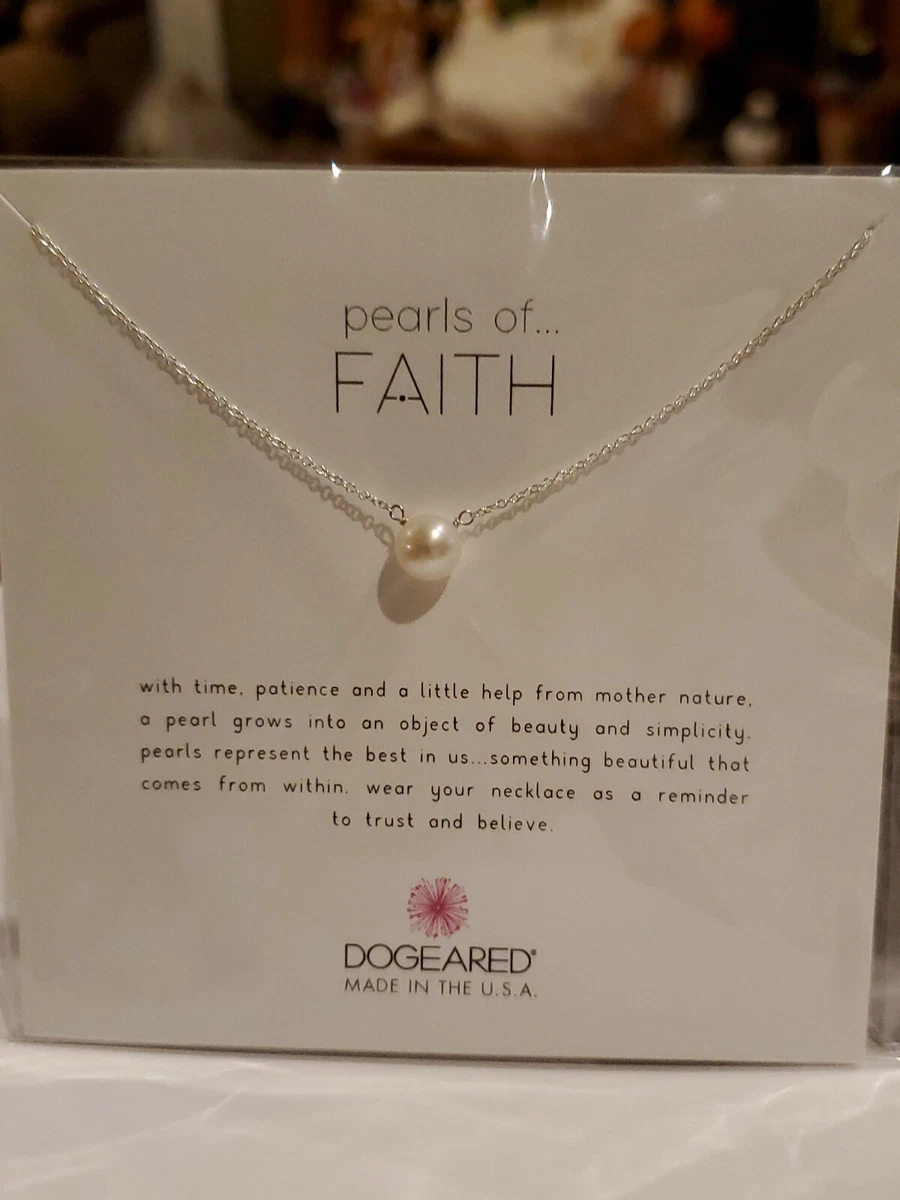 pearls of...
FAITH
with time, patience and a little help from mother nature,
a pearl grows into an object of beauty and simplicity.
pearls represent the best in us...something beautiful that
comes from within. wear your necklace as a reminder
to trust and believe.
DOGEARED®
MADE IN THE U.S.A.